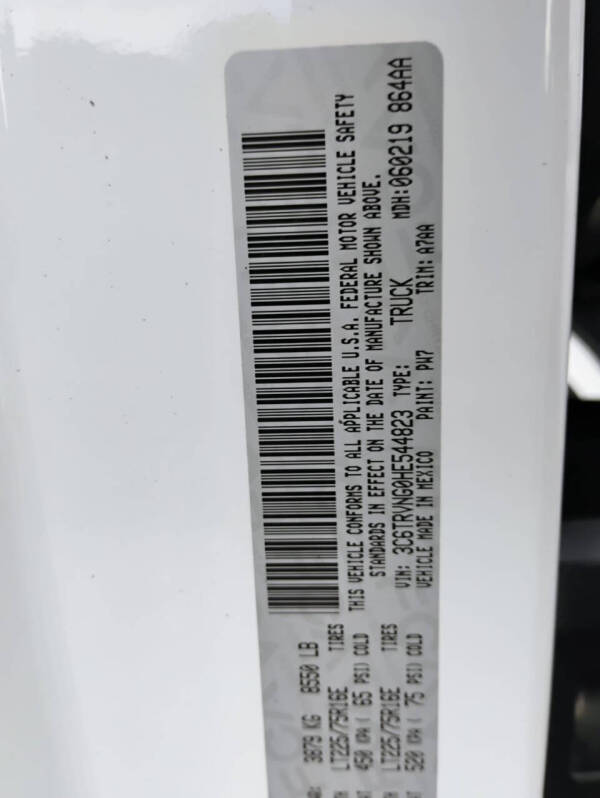 3879 KG 8550 LB
LT225/75R16E TIRES
450 KPA ( 65 PSI) COLD
LT225/75R16E TIRES
520 KPA ( 75 PSI) COLD
THIS VEHICLE CONFORMS TO ALL APPLICABLE U.S.A. FEDERAL MOTOR VEHICLE SAFETY
STANDARDS IN EFFECT ON THE DATE OF MANUFACTURE SHOWN ABOVE.
VIN: 3C6TRVNG0HE544823 TYPE: TRUCK MDH:060219 864AA
VEHICLE MADE IN MEXICO PAINT: PW7 TRIM: A7AA